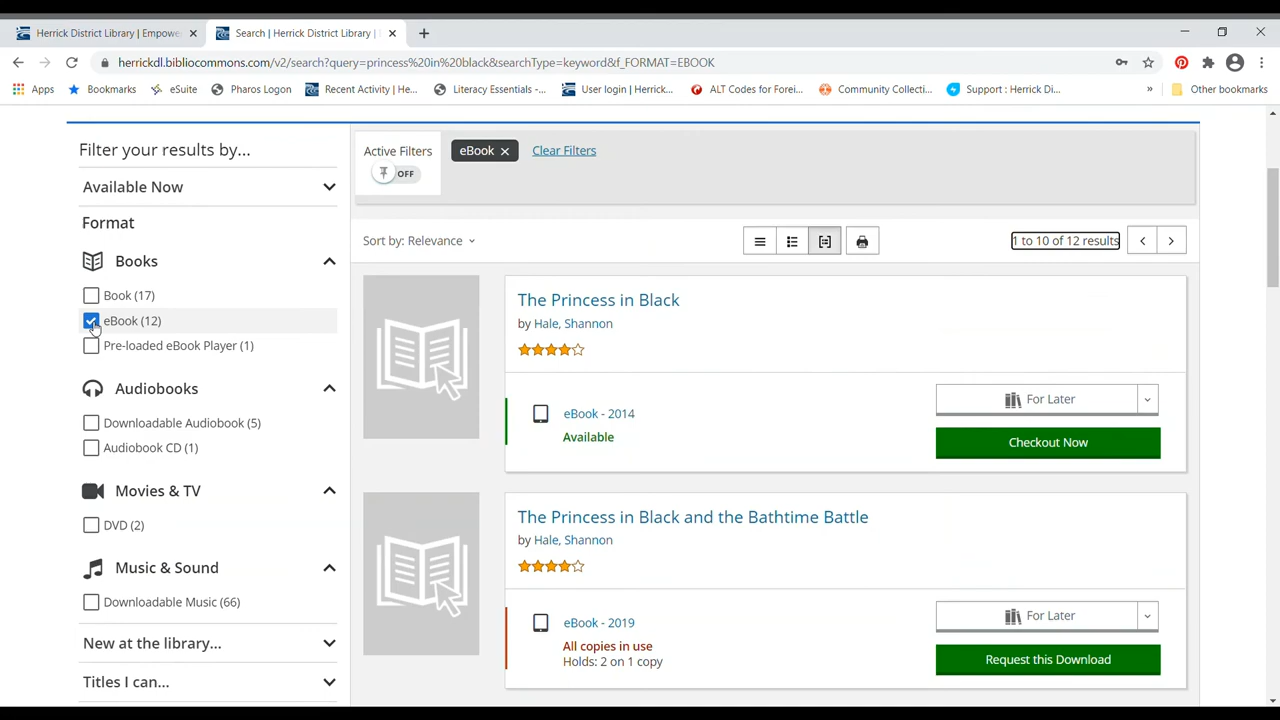 Herrick District Library | Empowe
Search | Herrick District Library |
herrickdl.bibliocommons.com/v2/search?query=princess%20in%20black&searchType=keyword&f_FORMAT=EBOOK
Apps
Bookmarks
eSuite
Pharos Logon
Recent Activity | He...
Literacy Essentials -...
User login | Herrick...
ALT Codes for Forei...
Community Collecti...
Support : Herrick Di...
»
Other bookmarks
Filter your results by...
Available Now
Format
Books
Book (17)
eBook (12)
Pre-loaded eBook Player (1)
Audiobooks
Downloadable Audiobook (5)
Audiobook CD (1)
Movies & TV
DVD (2)
Music & Sound
Downloadable Music (66)
New at the library...
Titles I can...
Active Filters
OFF
eBook
Clear Filters
Sort by: Relevance
1 to 10 of 12 results
The Princess in Black
by Hale, Shannon
eBook - 2014
Available
For Later
Checkout Now
The Princess in Black and the Bathtime Battle
by Hale, Shannon
eBook - 2019
All copies in use
Holds: 2 on 1 copy
For Later
Request this Download